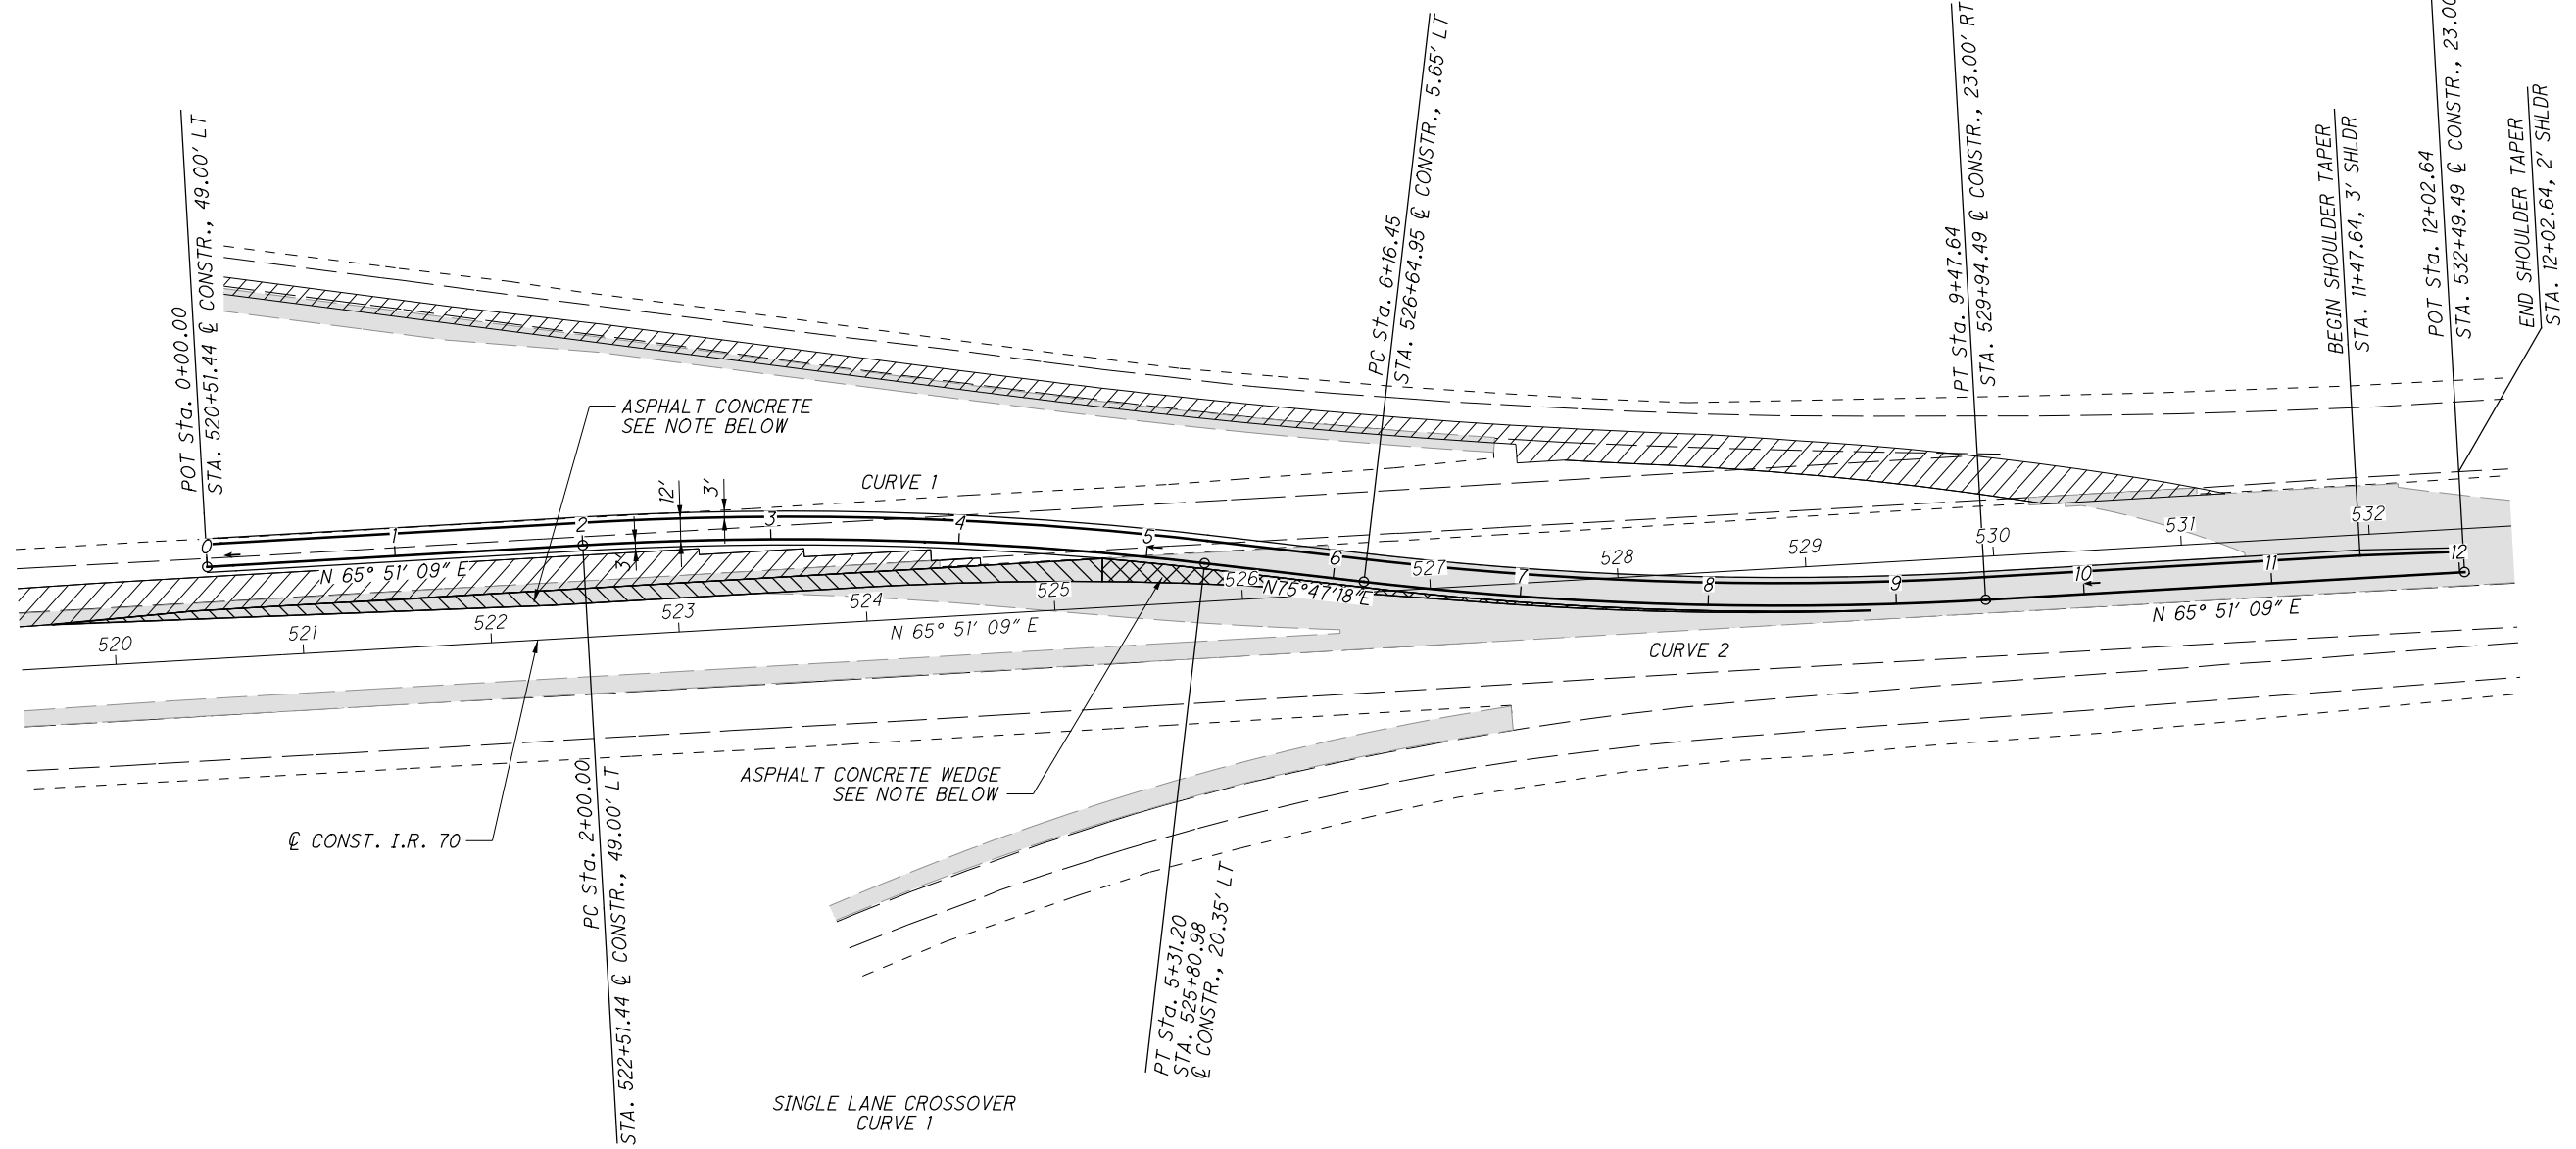 POT Sta. 0+00.00
STA. 520+51.44 ℄ CONSTR., 49.00' LT
PC Sta. 6+16.45
STA. 526+64.95 ℄ CONSTR., 5.65' LT
PT Sta. 9+47.64
STA. 529+94.49 ℄ CONSTR., 23.00' RT
BEGIN SHOULDER TAPER
STA. 11+47.64, 3' SHLDR
POT Sta. 12+02.64
STA. 532+49.49 ℄ CONSTR., 23.00
END SHOULDER TAPER
STA. 12+02.64, 2' SHLDR
ASPHALT CONCRETE
SEE NOTE BELOW
CURVE 1
12'
3'
3'
0
1
2
3
4
5
6
7
8
9
10
11
12
N 65° 51' 09" E
N75°47'18"E
N 65° 51' 09" E
520
521
522
523
524
525
526
527
528
529
530
531
532
N 65° 51' 09" E
CURVE 2
ASPHALT CONCRETE WEDGE
SEE NOTE BELOW
℄ CONST. I.R. 70
PC Sta. 2+00.00
STA. 522+51.44 ℄ CONSTR., 49.00' LT
PT Sta. 5+31.20
STA. 525+80.98
℄ CONSTR., 20.35' LT
SINGLE LANE CROSSOVER
CURVE 1